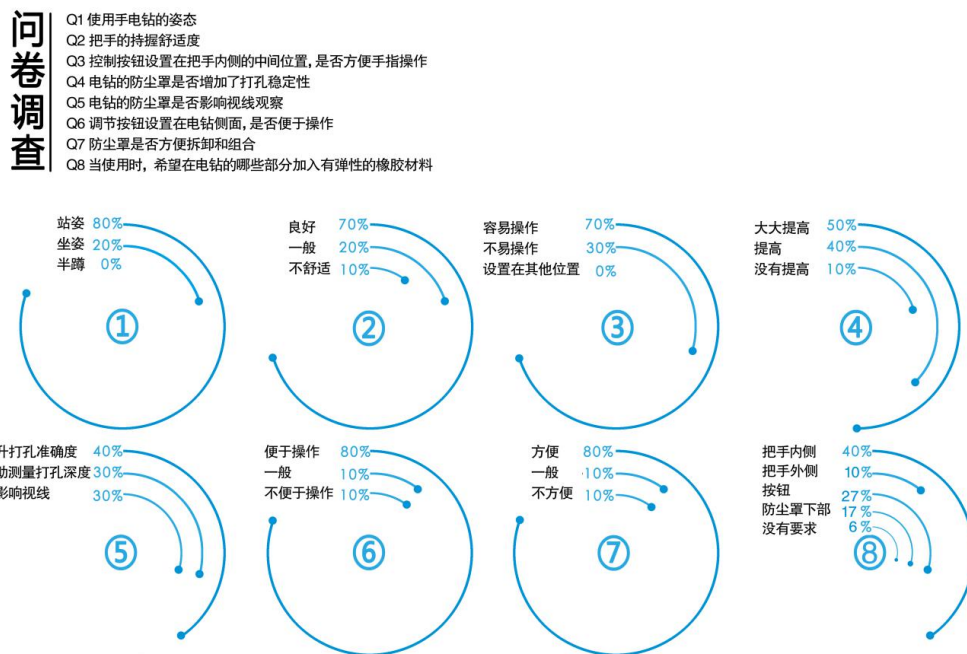 问卷调查
Q1 使用手电钻的姿态
Q2 把手的持握舒适度
Q3 控制按钮设置在把手内侧的中间位置，是否方便手指操作
Q4 电钻的防尘罩是否增加了打孔稳定性
Q5 电钻的防尘罩是否影响视线观察
Q6 调节按钮设置在电钻侧面，是否便于操作
Q7 防尘罩是否方便拆卸和组合
Q8 当使用时，希望在电钻的哪些部分加入有弹性的橡胶材料
站姿 80%
坐姿 20%
半蹲 0%
①
良好 70%
一般 20%
不舒适 10%
②
容易操作 70%
不易操作 30%
设置在其他位置 0%
③
大大提高 50%
提高 40%
没有提高 10%
④
升打孔准确度 40%
助测量打孔深度 30%
影响视线 30%
⑤
便于操作 80%
一般 10%
不便于操作 10%
⑥
方便 80%
一般 10%
不方便 10%
⑦
把手内侧 40%
把手外侧 10%
按钮 27%
防尘罩下部 17%
没有要求 6%
⑧